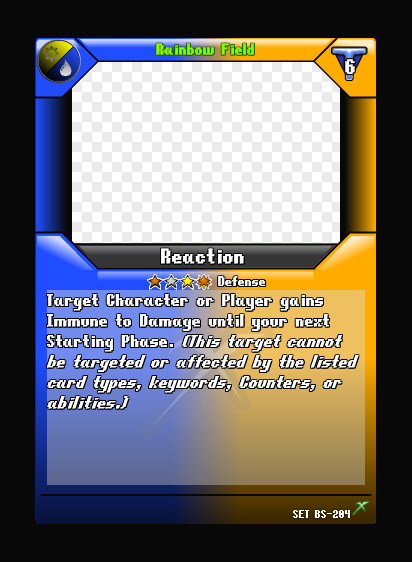 Rainbow Field
6
Reaction
Defense
Target Character or Player gains
Immune to Damage until your next
Starting Phase. (This target cannot
be targeted or affected by the listed
card types, keywords, Counters, or
abilities.)
SET BS-204